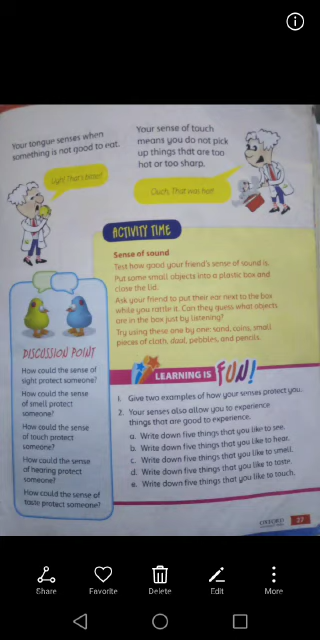 Your tongue senses when
something is not good to eat.
Ugh! That's bitter!
Your sense of touch
means you do not pick
up things that are too
hot or too sharp.
Ouch. That was hot!
ACTIVITY TIME
Sense of sound
Test how good your friend's sense of sound is.
Put some small objects into a plastic box and
close the lid.
Ask your friend to put their ear next to the box
while you rattle it. Can they guess what objects
are in the box just by listening?
Try using these one by one: sand, coins, small
pieces of cloth, daal, pebbles, and pencils.
DISCUSSION POINT
How could the sense of
sight protect someone?
How could the sense
of smell protect
someone?
How could the sense
of touch protect
someone?
How could the sense
of hearing protect
someone?
How could the sense of
taste protect someone?
LEARNING IS FUN!
1. Give two examples of how your senses protect you.
2. Your senses also allow you to experience
things that are good to experience.
a. Write down five things that you like to see.
b. Write down five things that you like to hear.
c. Write down five things that you like to smell.
d. Write down five things that you like to taste.
e. Write down five things that you like to touch.
OXFORD
27
Share
Favorite
Delete
Edit
More